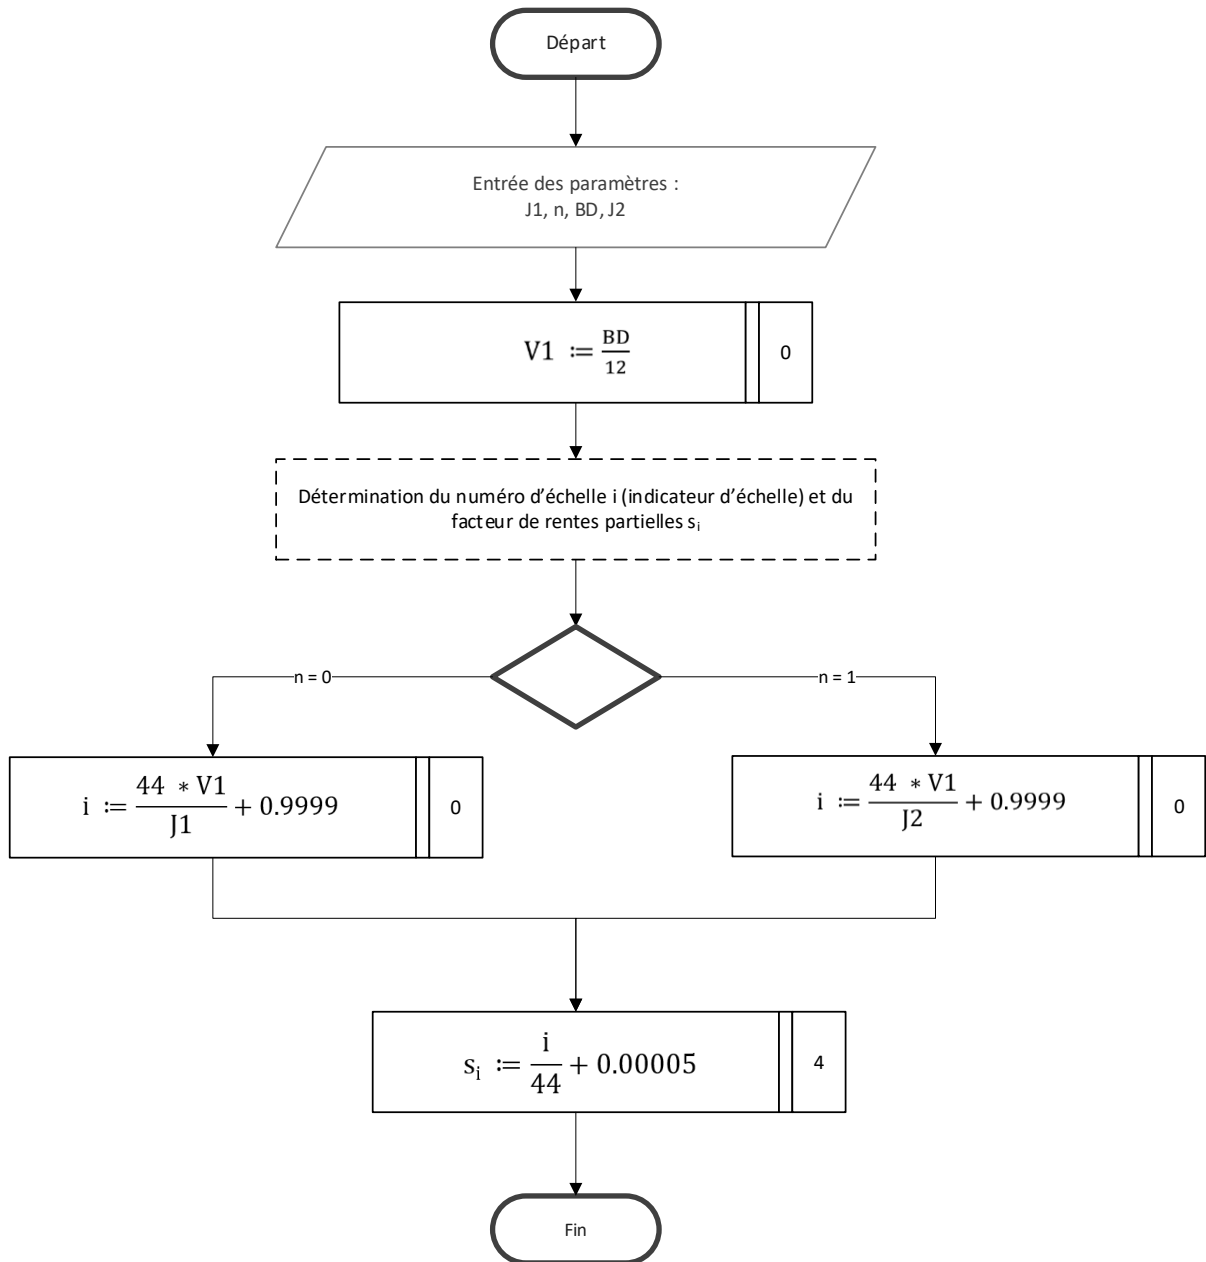 Départ
Entrée des paramètres :
J1, n, BD, J2
V1 := BD/12
0
Détermination du numéro d’échelle i (indicateur d’échelle) et du
facteur de rentes partielles sᵢ
n = 0
n = 1
i := 44 * V1/J1 + 0.9999
0
i := 44 * V1/J2 + 0.9999
0
sᵢ := i/44 + 0.00005
4
Fin